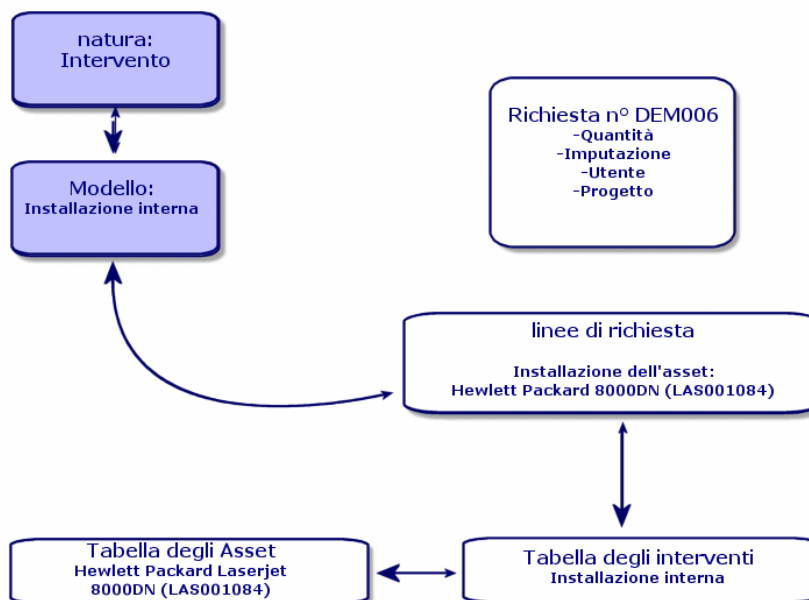 natura:
Intervento
Modello:
Installazione interna
Richiesta n° DEM006
-Quantità
-Imputazione
-Utente
-Progetto
linee di richiesta
Installazione dell'asset:
Hewlett Packard 8000DN (LAS001084)
Tabella degli Asset
Hewlett Packard Laserjet
8000DN (LAS001084)
Tabella degli interventi
Installazione interna